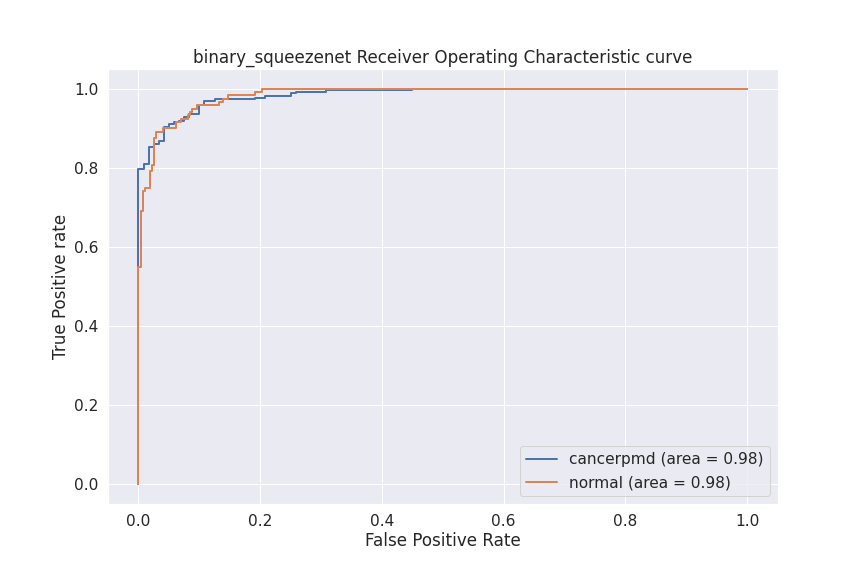 binary_squeezenet Receiver Operating Characteristic curve
True Positive rate
1.0
0.8
0.6
0.4
0.2
0.0
cancerpmd (area = 0.98)
normal (area = 0.98)
0.0 0.2 0.4 0.6 0.8 1.0
False Positive Rate